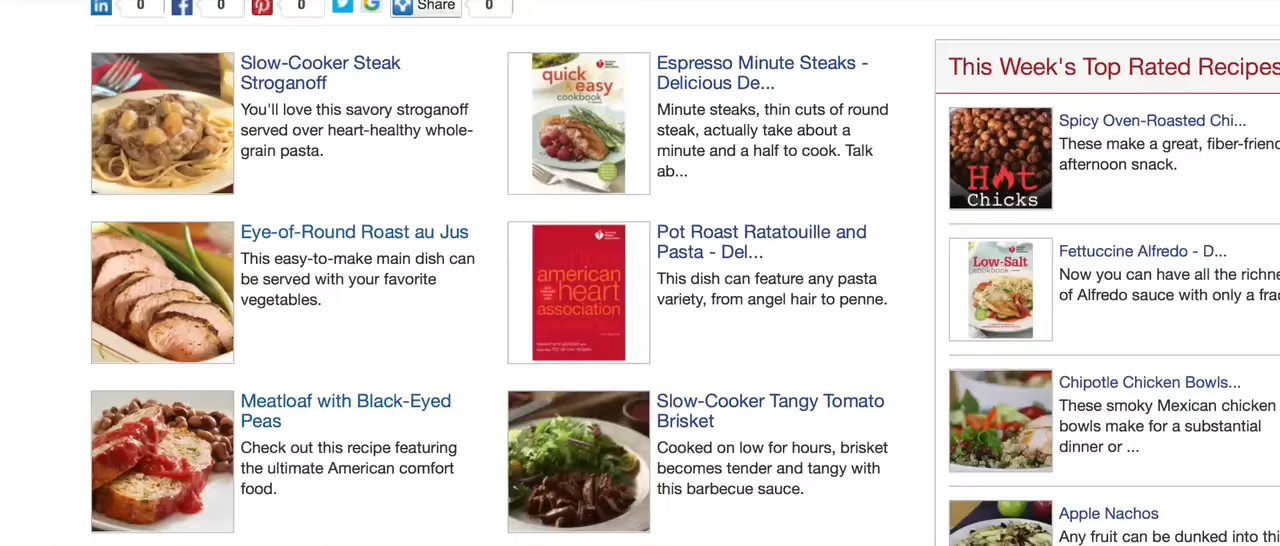 0
0
0
Share
0
Slow-Cooker Steak
Stroganoff
You'll love this savory stroganoff
served over heart-healthy whole-
grain pasta.
quick
& easy
cookbook
Espresso Minute Steaks -
Delicious De...
Minute steaks, thin cuts of round
steak, actually take about a
minute and a half to cook. Talk
ab...
Eye-of-Round Roast au Jus
This easy-to-make main dish can
be served with your favorite
vegetables.
american
heart
association
Pot Roast Ratatouille and
Pasta - Del...
This dish can feature any pasta
variety, from angel hair to penne.
Meatloaf with Black-Eyed
Peas
Check out this recipe featuring
the ultimate American comfort
food.
Slow-Cooker Tangy Tomato
Brisket
Cooked on low for hours, brisket
becomes tender and tangy with
this barbecue sauce.
This Week's Top Rated Recipes
Hot
Chicks
Spicy Oven-Roasted Chi...
These make a great, fiber-friend
afternoon snack.
Low-Salt
cookbook
Fettuccine Alfredo - D...
Now you can have all the richne
of Alfredo sauce with only a frac
Chipotle Chicken Bowls...
These smoky Mexican chicken
bowls make for a substantial
dinner or ...
Apple Nachos
Any fruit can be dunked into thi